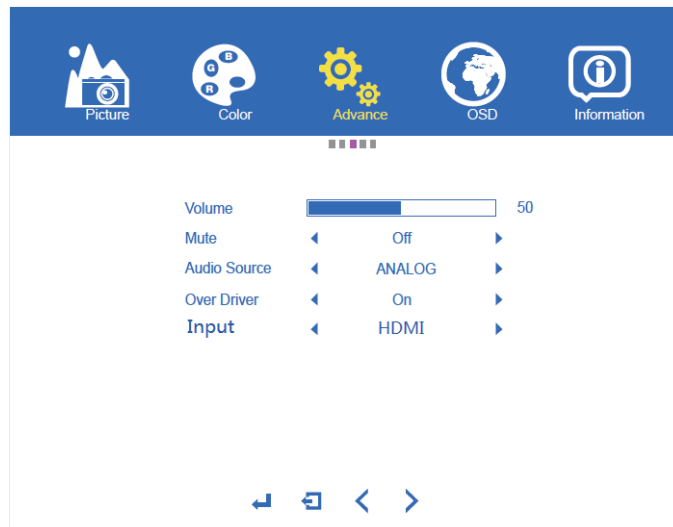 B
G
R
Picture Color Advance OSD Information
Volume 50
Mute Off
Audio Source ANALOG
Over Driver On
Input HDMI